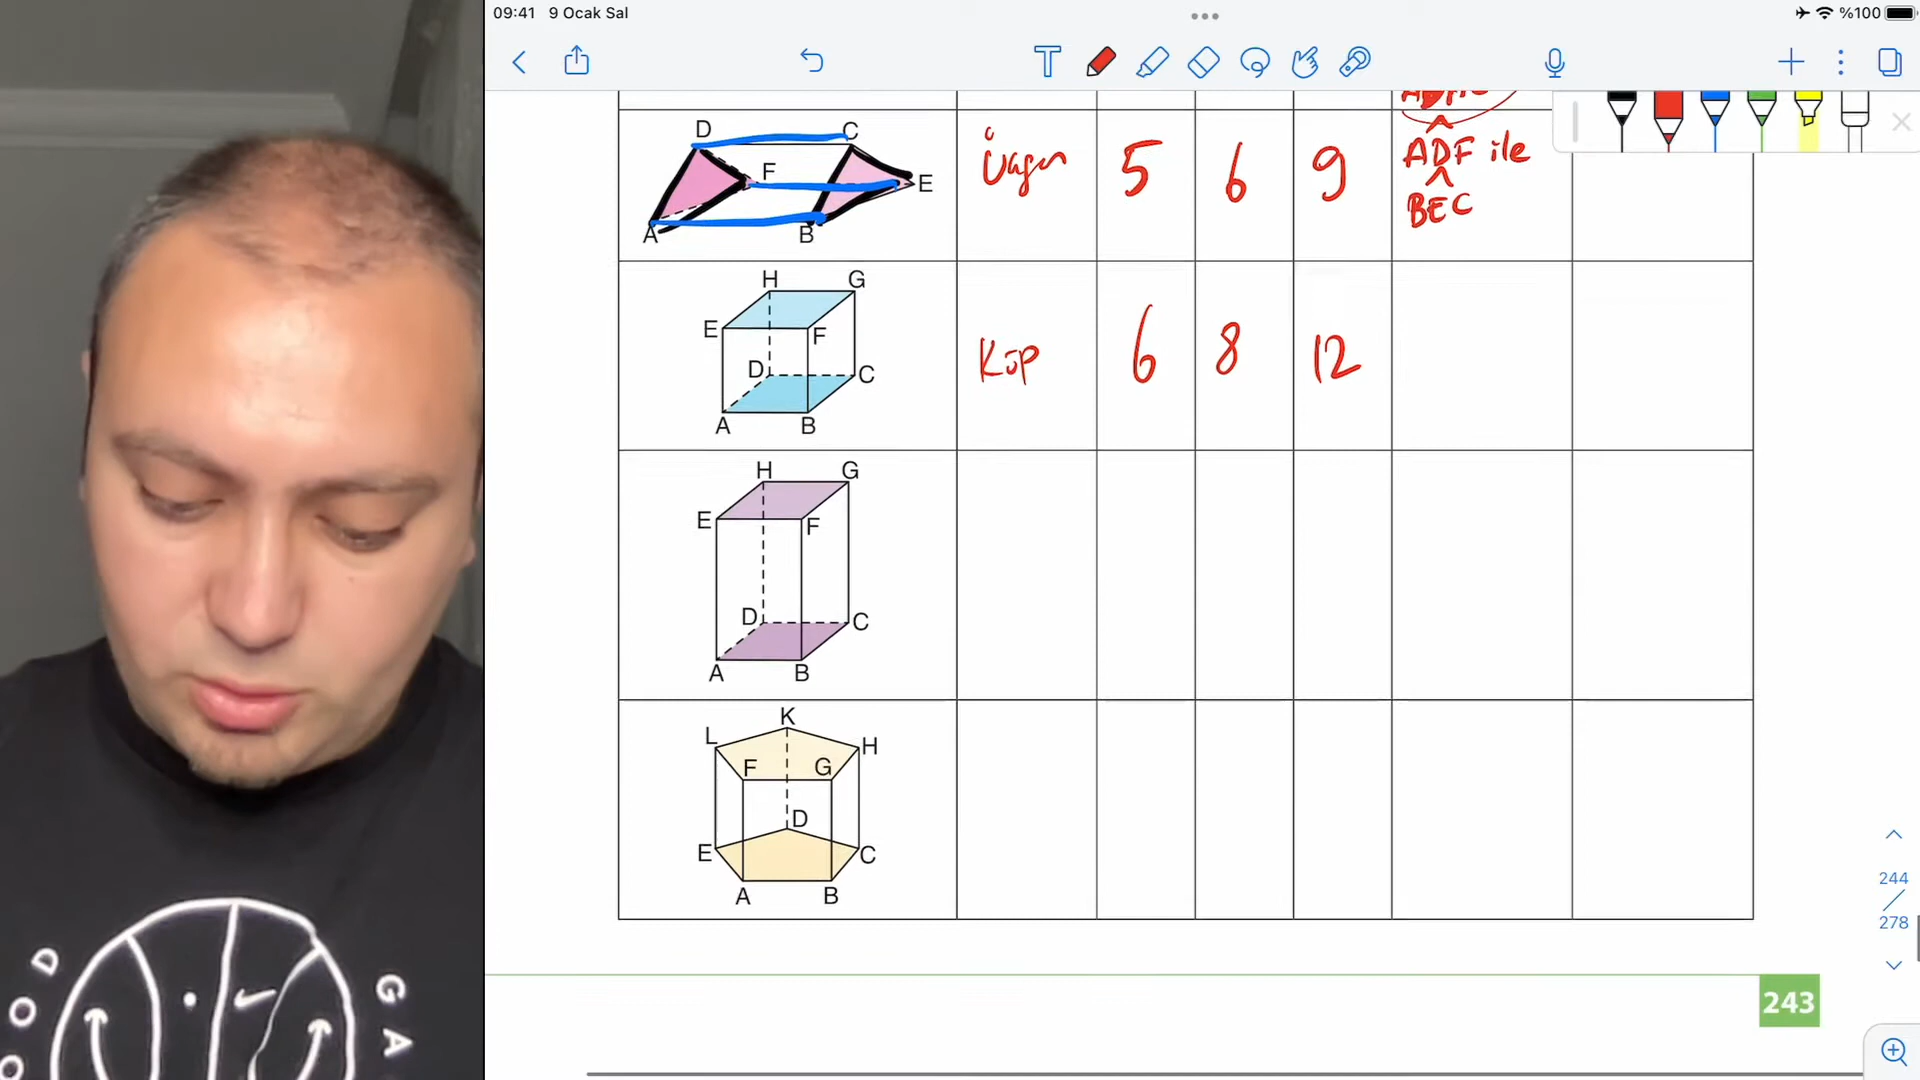 09:41 9 Ocak Sal
%100
D C
F
E
A B
Üçgen 5 6 9 ADF ile
BEC
H G
E F
D C
A B
Küp 6 8 12
H G
E F
D C
A B
K
L H
F G
D
E C
A B
244
278
243
D
O
O
G
A